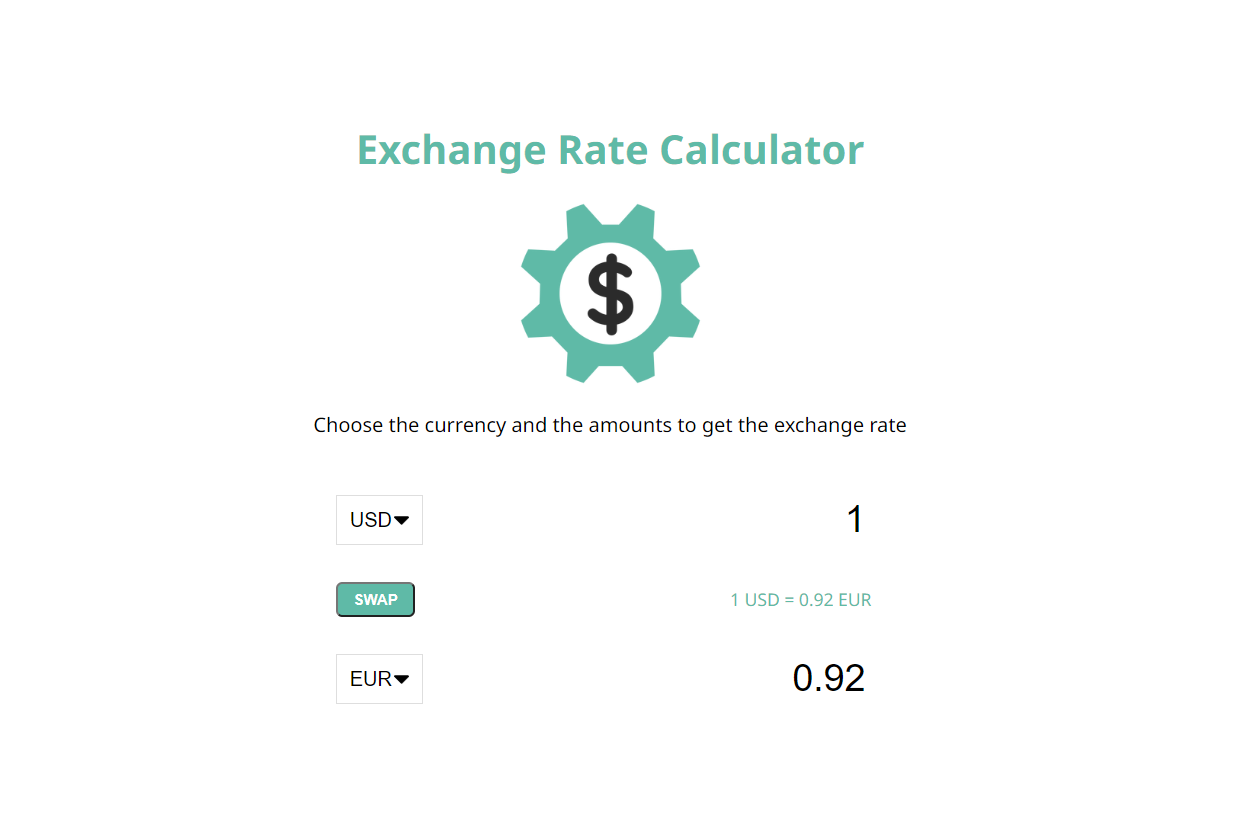 Exchange Rate Calculator
$
Choose the currency and the amounts to get the exchange rate
USD 1
SWAP 1 USD = 0.92 EUR
EUR 0.92